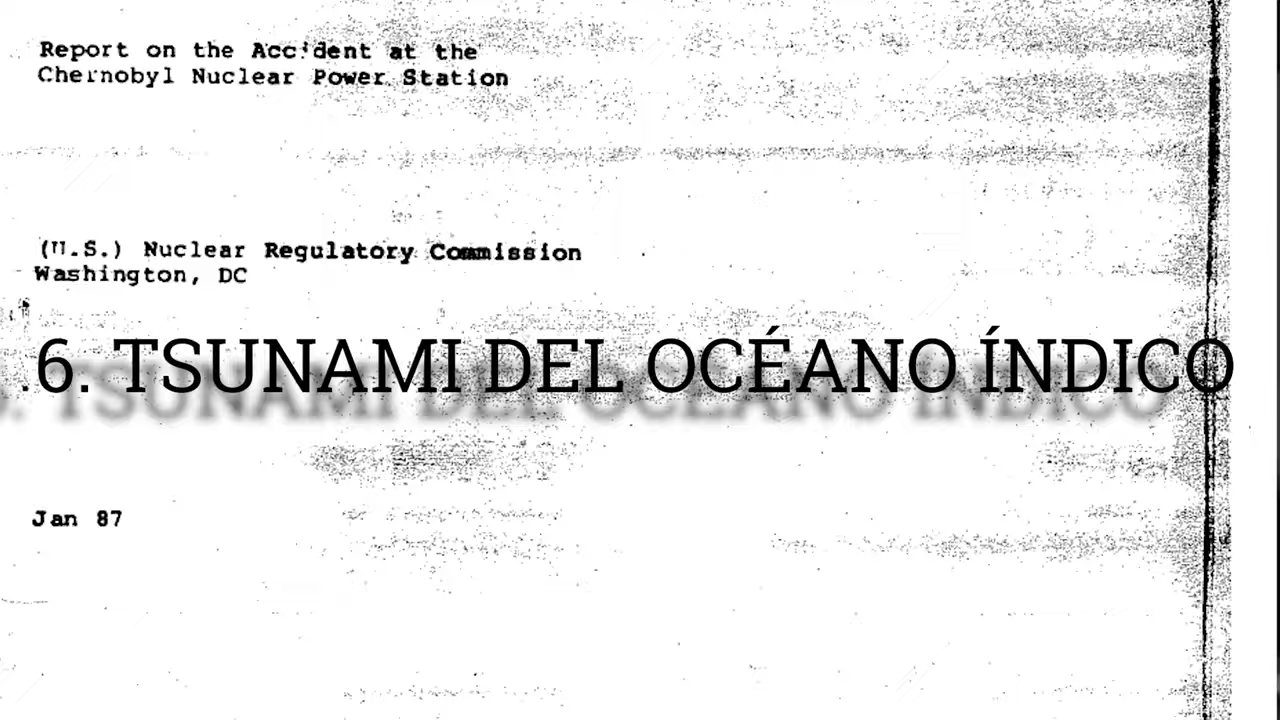 Report on the Accident at the
Chernobyl Nuclear Power Station
(U.S.) Nuclear Regulatory Commission
Washington, DC
6. TSUNAMI DEL OCÉANO ÍNDICO
Jan 87